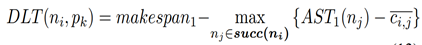 DLT(n_i, p_k) = makespan_1 - max_{n_j ∈ succ(n_i)} {AST_1(n_j) - \overline{c_{i,j}}}